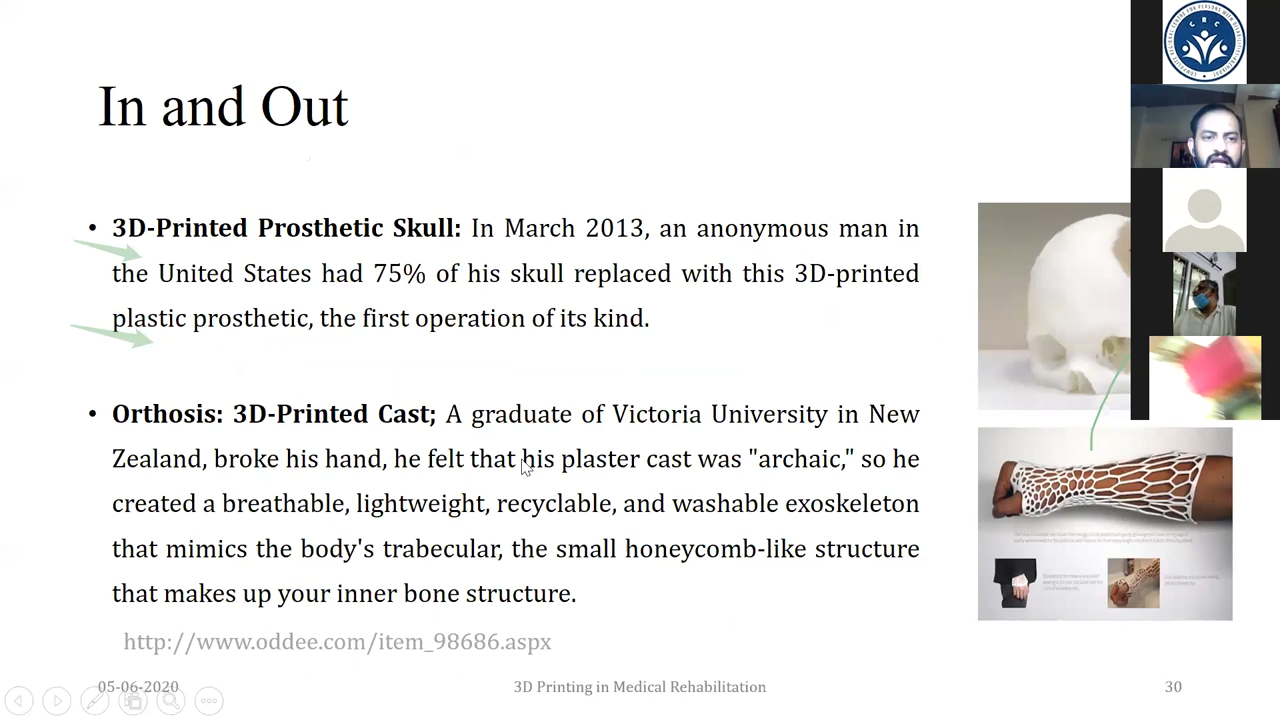 In and Out
• 3D-Printed Prosthetic Skull: In March 2013, an anonymous man in
the United States had 75% of his skull replaced with this 3D-printed
plastic prosthetic, the first operation of its kind.
• Orthosis: 3D-Printed Cast; A graduate of Victoria University in New
Zealand, broke his hand, he felt that his plaster cast was "archaic," so he
created a breathable, lightweight, recyclable, and washable exoskeleton
that mimics the body's trabecular, the small honeycomb-like structure
that makes up your inner bone structure.
http://www.oddee.com/item_98686.aspx
05-06-2020
3D Printing in Medical Rehabilitation
30
CRC